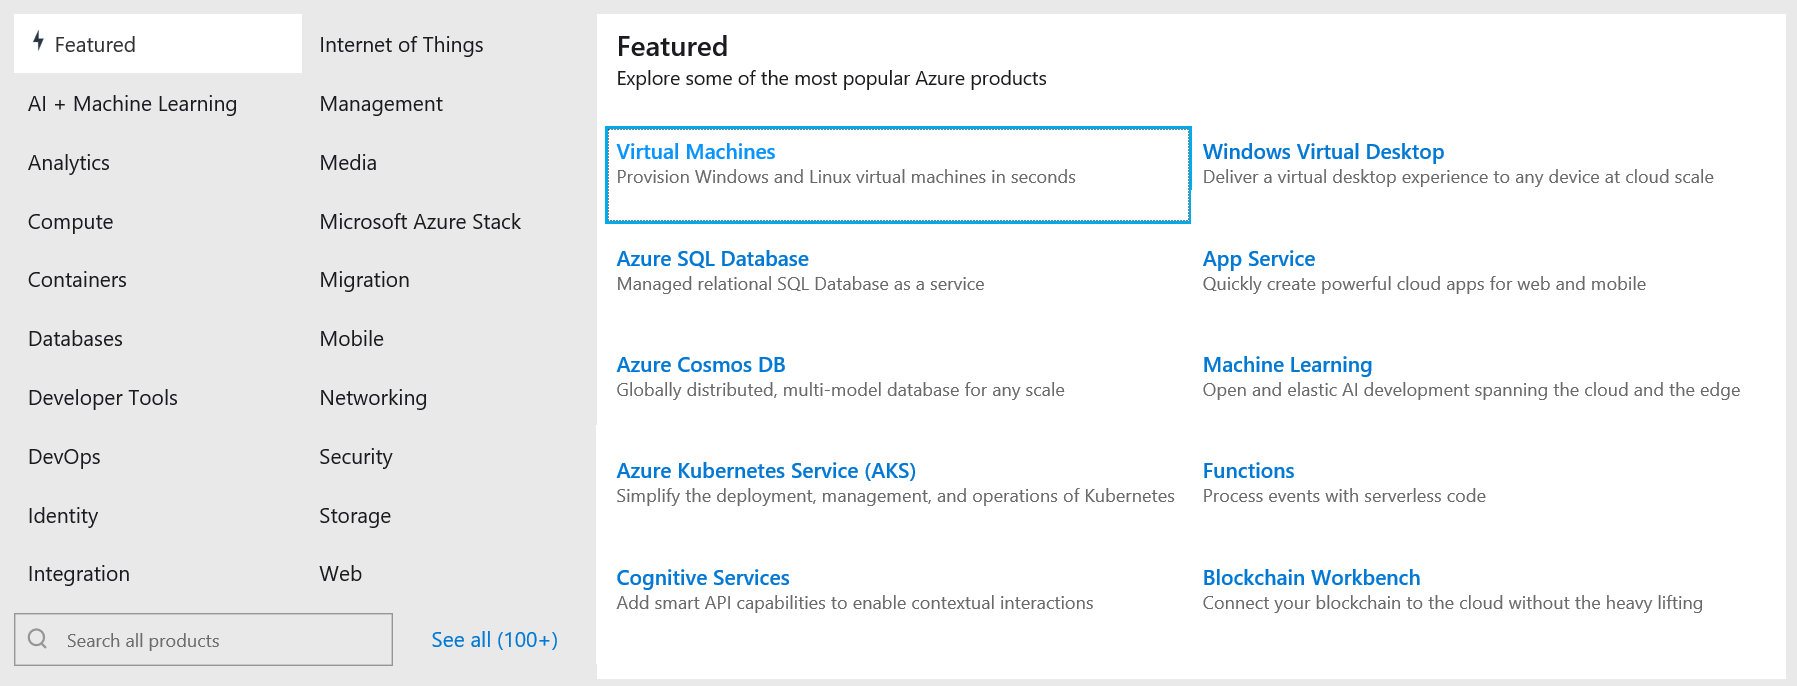 Featured
AI + Machine Learning
Analytics
Compute
Containers
Databases
Developer Tools
DevOps
Identity
Integration
Internet of Things
Management
Media
Microsoft Azure Stack
Migration
Mobile
Networking
Security
Storage
Web
Search all products
See all (100+)
Featured
Explore some of the most popular Azure products
Virtual Machines
Provision Windows and Linux virtual machines in seconds
Windows Virtual Desktop
Deliver a virtual desktop experience to any device at cloud scale
Azure SQL Database
Managed relational SQL Database as a service
App Service
Quickly create powerful cloud apps for web and mobile
Azure Cosmos DB
Globally distributed, multi-model database for any scale
Machine Learning
Open and elastic AI development spanning the cloud and the edge
Azure Kubernetes Service (AKS)
Simplify the deployment, management, and operations of Kubernetes
Functions
Process events with serverless code
Cognitive Services
Add smart API capabilities to enable contextual interactions
Blockchain Workbench
Connect your blockchain to the cloud without the heavy lifting